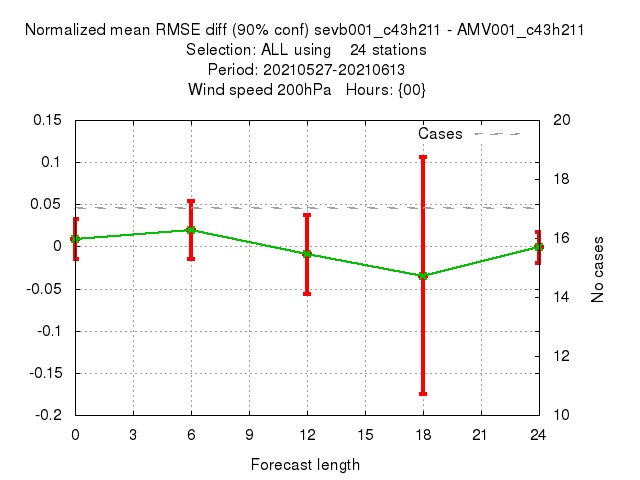 Normalized mean RMSE diff (90% conf) sevb001_c43h211 - AMV001_c43h211
Selection: ALL using 24 stations
Period: 20210527-20210613
Wind speed 200hPa Hours: {00}
Cases
0.15
0.1
0.05
0
-0.05
-0.1
-0.15
-0.2
20
18
16
14
12
10
No cases
0 3 6 9 12 15 18 21 24
Forecast length